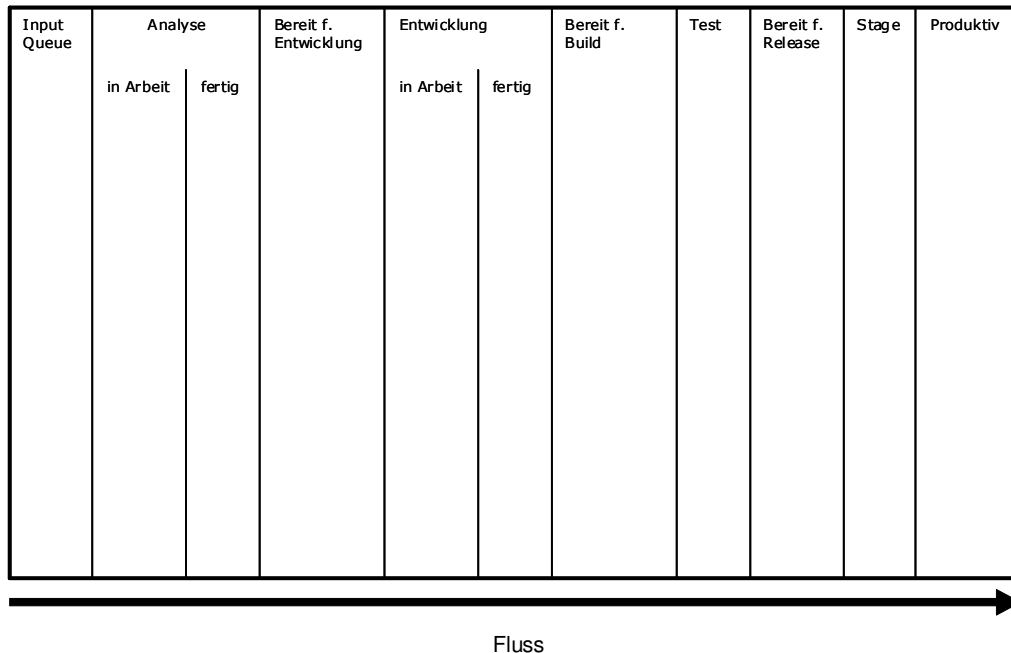 Input
Queue
Analyse
Bereit f.
Entwicklung
Entwicklung
Bereit f.
Build
Test
Bereit f.
Release
Stage
Produktiv
in Arbeit
fertig
in Arbeit
fertig
Fluss